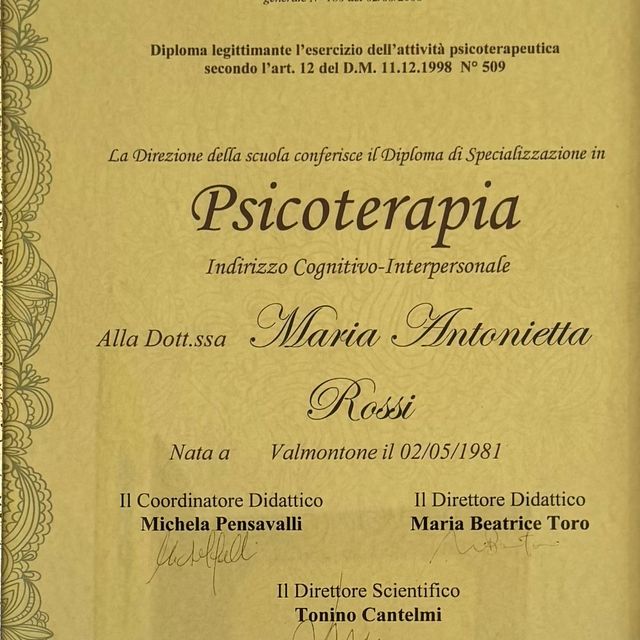 Diploma legittimante l'esercizio dell'attività psicoterapeutica
secondo l'art. 12 del D.M. 11.12.1998 N° 509
La Direzione della scuola conferisce il Diploma di Specializzazione in
Psicoterapia
Indirizzo Cognitivo-Interpersonale
Alla Dott.ssa Maria Antonietta
Rossi
Nata a Valmontone il 02/05/1981
Il Coordinatore Didattico Il Direttore Didattico
Michela Pensavalli Maria Beatrice Toro
Il Direttore Scientifico
Tonino Cantelmi